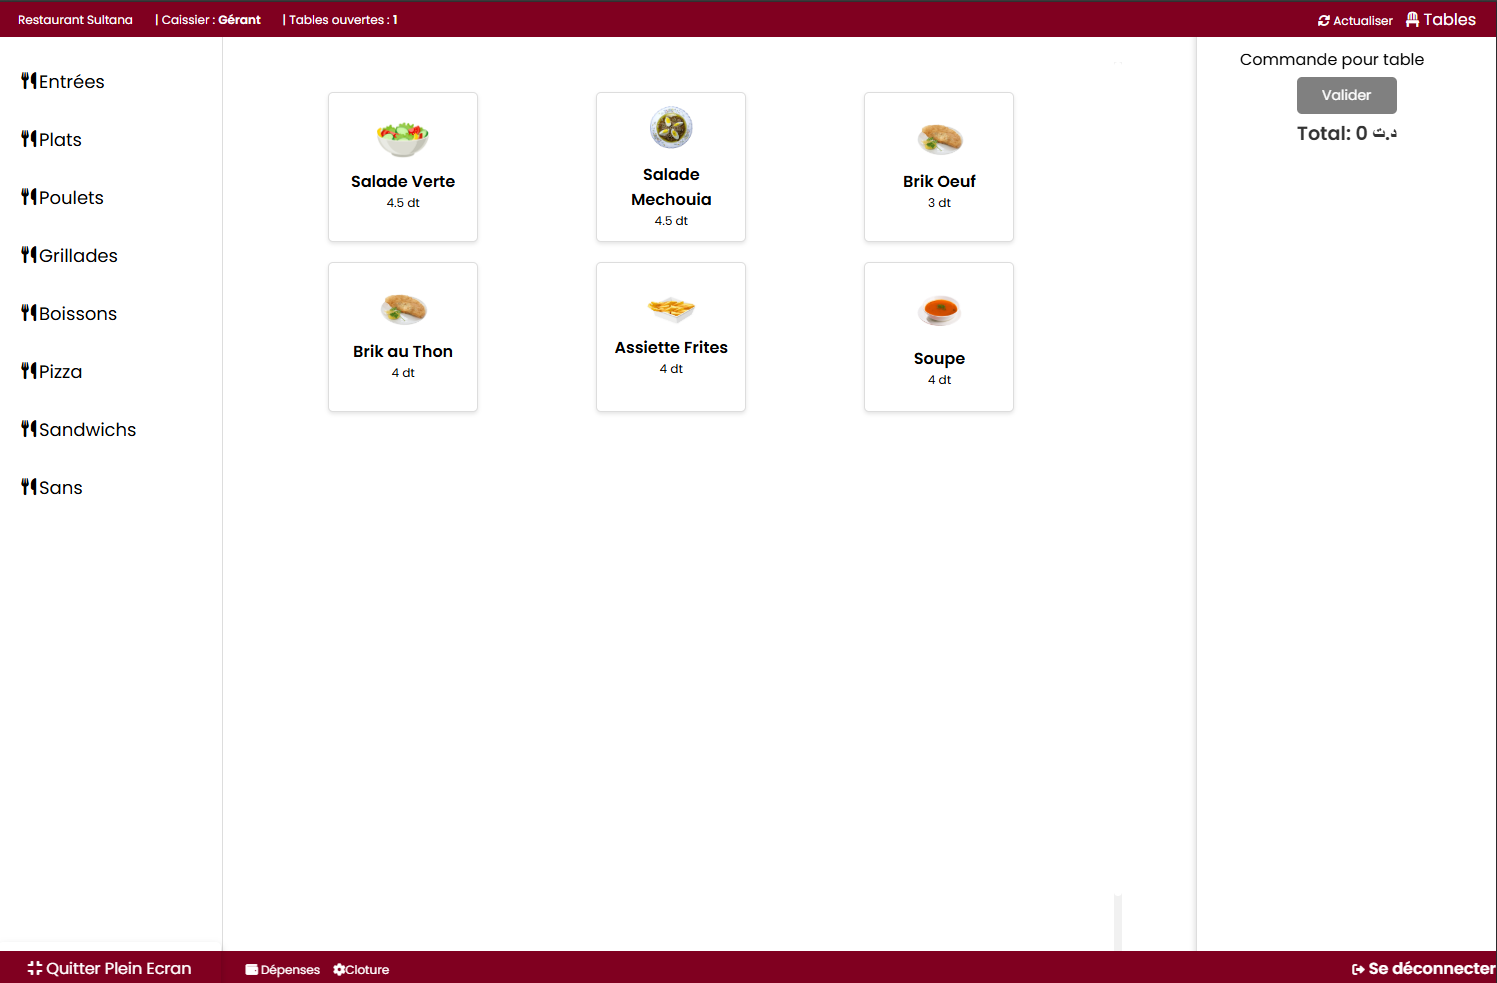 Restaurant Sultana | Caissier : Gérant | Tables ouvertes : 1 Actualiser Tables
Entrées
Plats
Poulets
Grillades
Boissons
Pizza
Sandwichs
Sans
Salade Verte
4.5 dt
Salade
Mechouia
4.5 dt
Brik Oeuf
3 dt
Brik au Thon
4 dt
Assiette Frites
4 dt
Soupe
4 dt
Commande pour table
Valider
Total: 0 د.ت
Quitter Plein Ecran Dépenses Cloture Se déconnecter